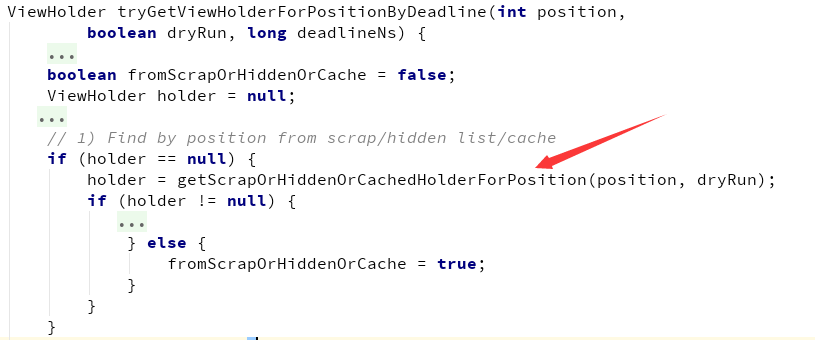 ViewHolder tryGetViewHolderForPositionByDeadline(int position,
        boolean dryRun, long deadlineNs) {
    ...
    boolean fromScrapOrHiddenOrCache = false;
    ViewHolder holder = null;
   ...
    // 1) Find by position from scrap/hidden list/cache
    if (holder == null) {
        holder = getScrapOrHiddenOrCachedHolderForPosition(position, dryRun);
        if (holder != null) {
           ...
            } else {
                fromScrapOrHiddenOrCache = true;
            }
        }
    }